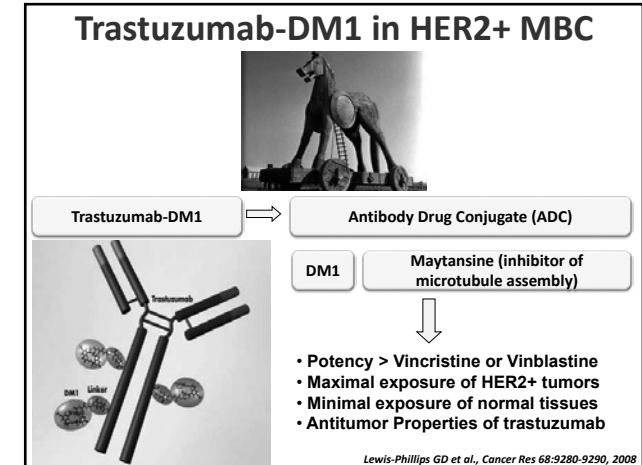 Trastuzumab-DM1 in HER2+ MBC
Trastuzumab-DM1
Antibody Drug Conjugate (ADC)
DM1
Maytansine (inhibitor of
microtubule assembly)
Trastuzumab
DM1
Linker
• Potency > Vincristine or Vinblastine
• Maximal exposure of HER2+ tumors
• Minimal exposure of normal tissues
• Antitumor Properties of trastuzumab
Lewis-Phillips GD et al., Cancer Res 68:9280-9290, 2008